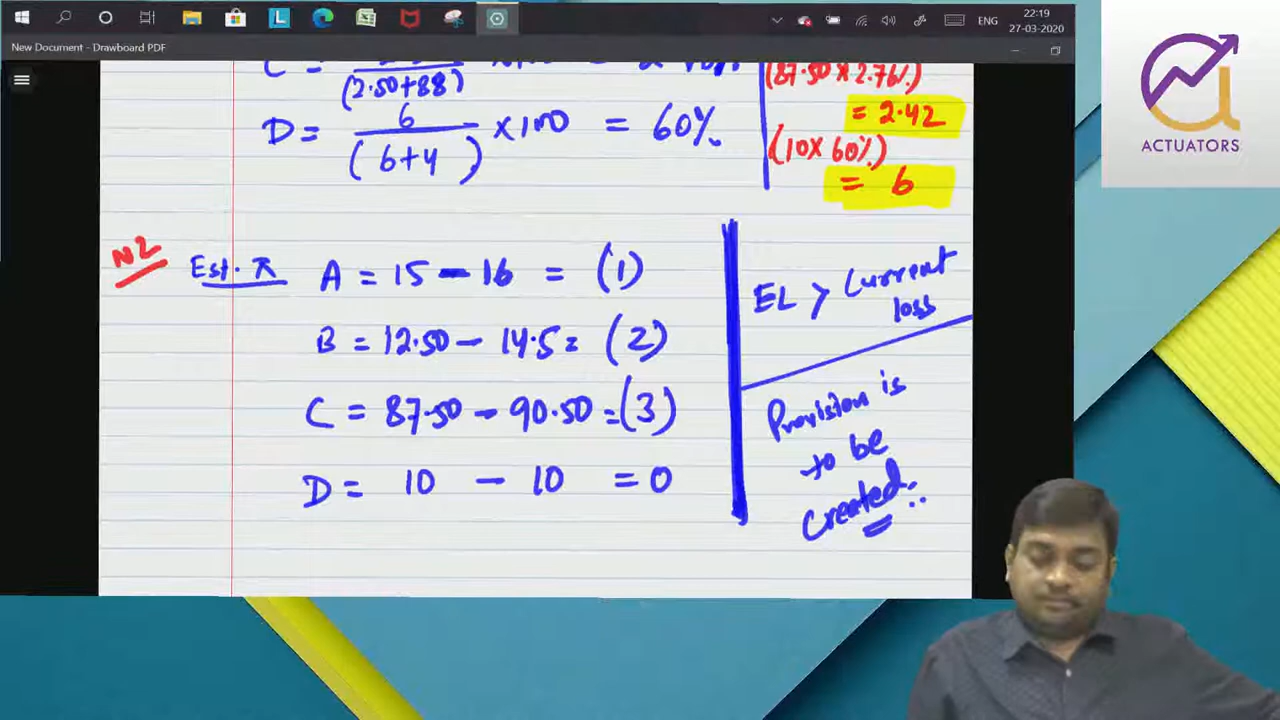 22:19
ENG
27-03-2020
New Document - Drawboard PDF
C = (2.50+88)
D = 6 / (6+4) ×100 = 60%
(87.50 × 2.76%)
= 2.42
(10 × 60%)
= 6
ACTUATORS
N2
Est. π A = 15 - 16 = (1)
B = 12.50 - 14.5 = (2)
C = 87.50 - 90.50 = (3)
D = 10 - 10 = 0
EL > Current
loss
Provision is
to be
created...